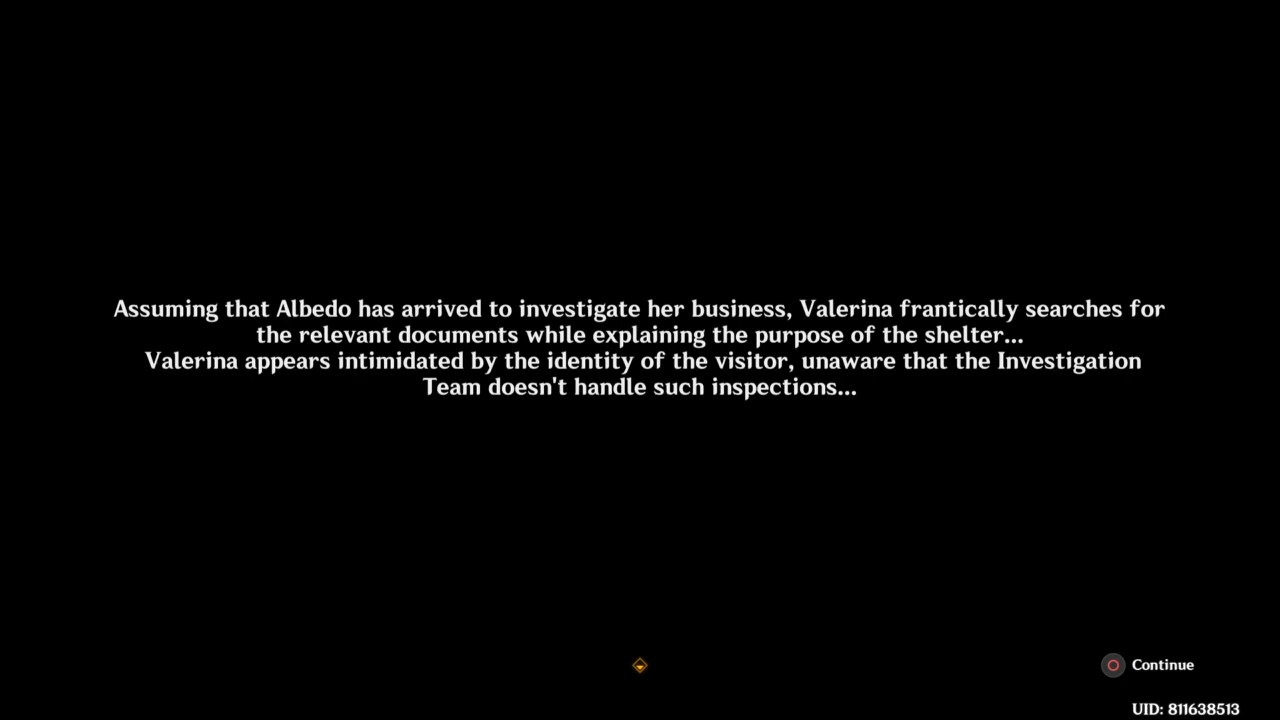 Assuming that Albedo has arrived to investigate her business, Valerina frantically searches for
the relevant documents while explaining the purpose of the shelter...
Valerina appears intimidated by the identity of the visitor, unaware that the Investigation
Team doesn't handle such inspections...
Continue
UID: 811638513